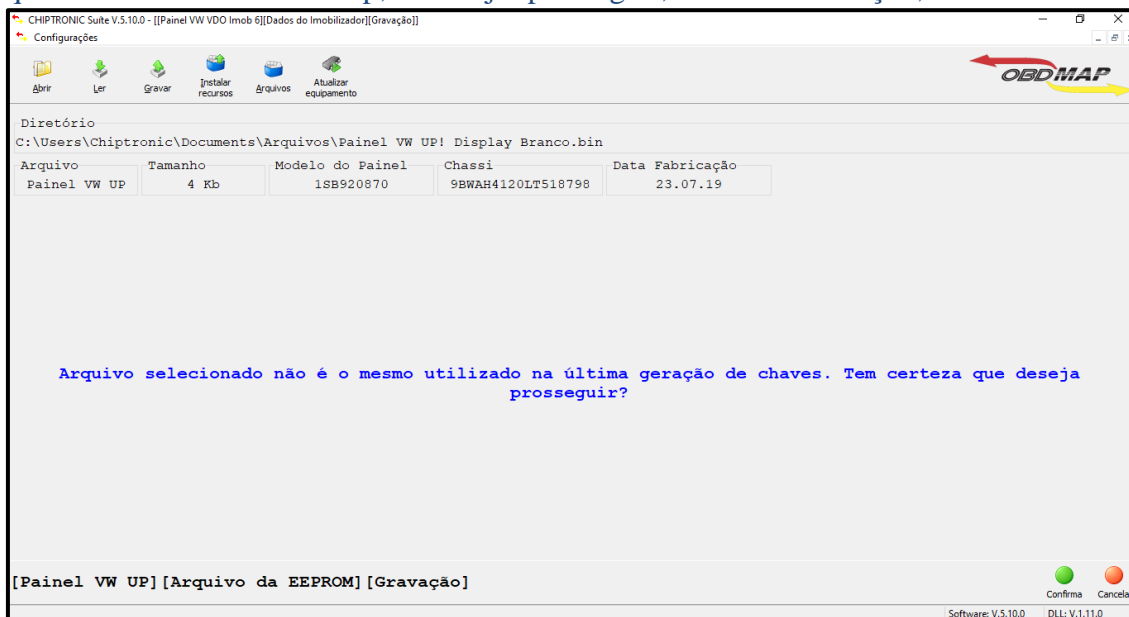 CHIPTRONIC Suite V.5.10.0 - [[Painel VW VDO Imob 6][Dados do Imobilizador][Gravação]]
Configurações
Abrir
Ler
Gravar
Instalar recursos
Arquivos
Atualizar equipamento
OBDMAP
Diretório
C:\Users\Chiptronic\Documents\Arquivos\Painel VW UP! Display Branco.bin
Arquivo Tamanho Modelo do Painel Chassi Data Fabricação
Painel VW UP 4 Kb 1SB920870 9BWAH4120LT518798 23.07.19
Arquivo selecionado não é o mesmo utilizado na última geração de chaves. Tem certeza que deseja
prosseguir?
[Painel VW UP][Arquivo da EEPROM][Gravação]
Confirma Cancela
Software: V.5.10.0 DLL: V.1.11.0